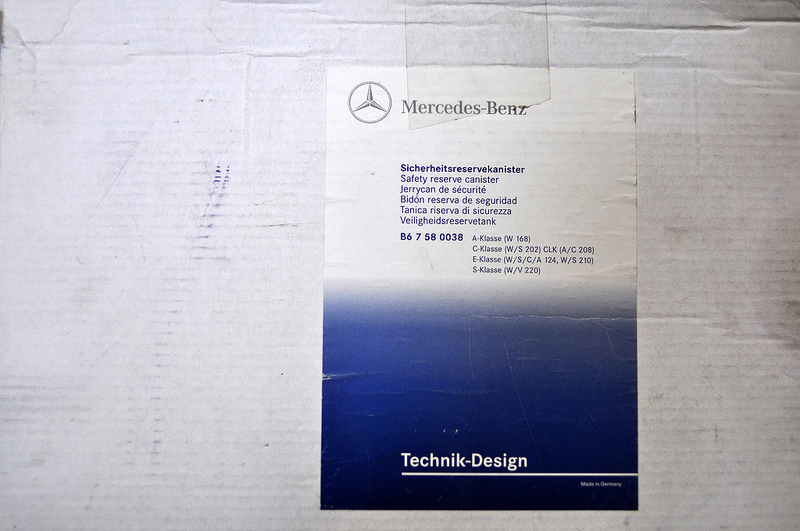 Mercedes-Benz
Sicherheitsreservekanister
Safety reserve canister
Jerrycan de sécurité
Bidón reserva de seguridad
Tanica riserva di sicurezza
Veiligheidsreservetank
B6 7 58 0038 A-Klasse (W 168)
C-Klasse (W/S 202) CLK (A/C 208)
E-Klasse (W/S/C/A 124, W/S 210)
S-Klasse (W/V 220)
Technik-Design
Made in Germany